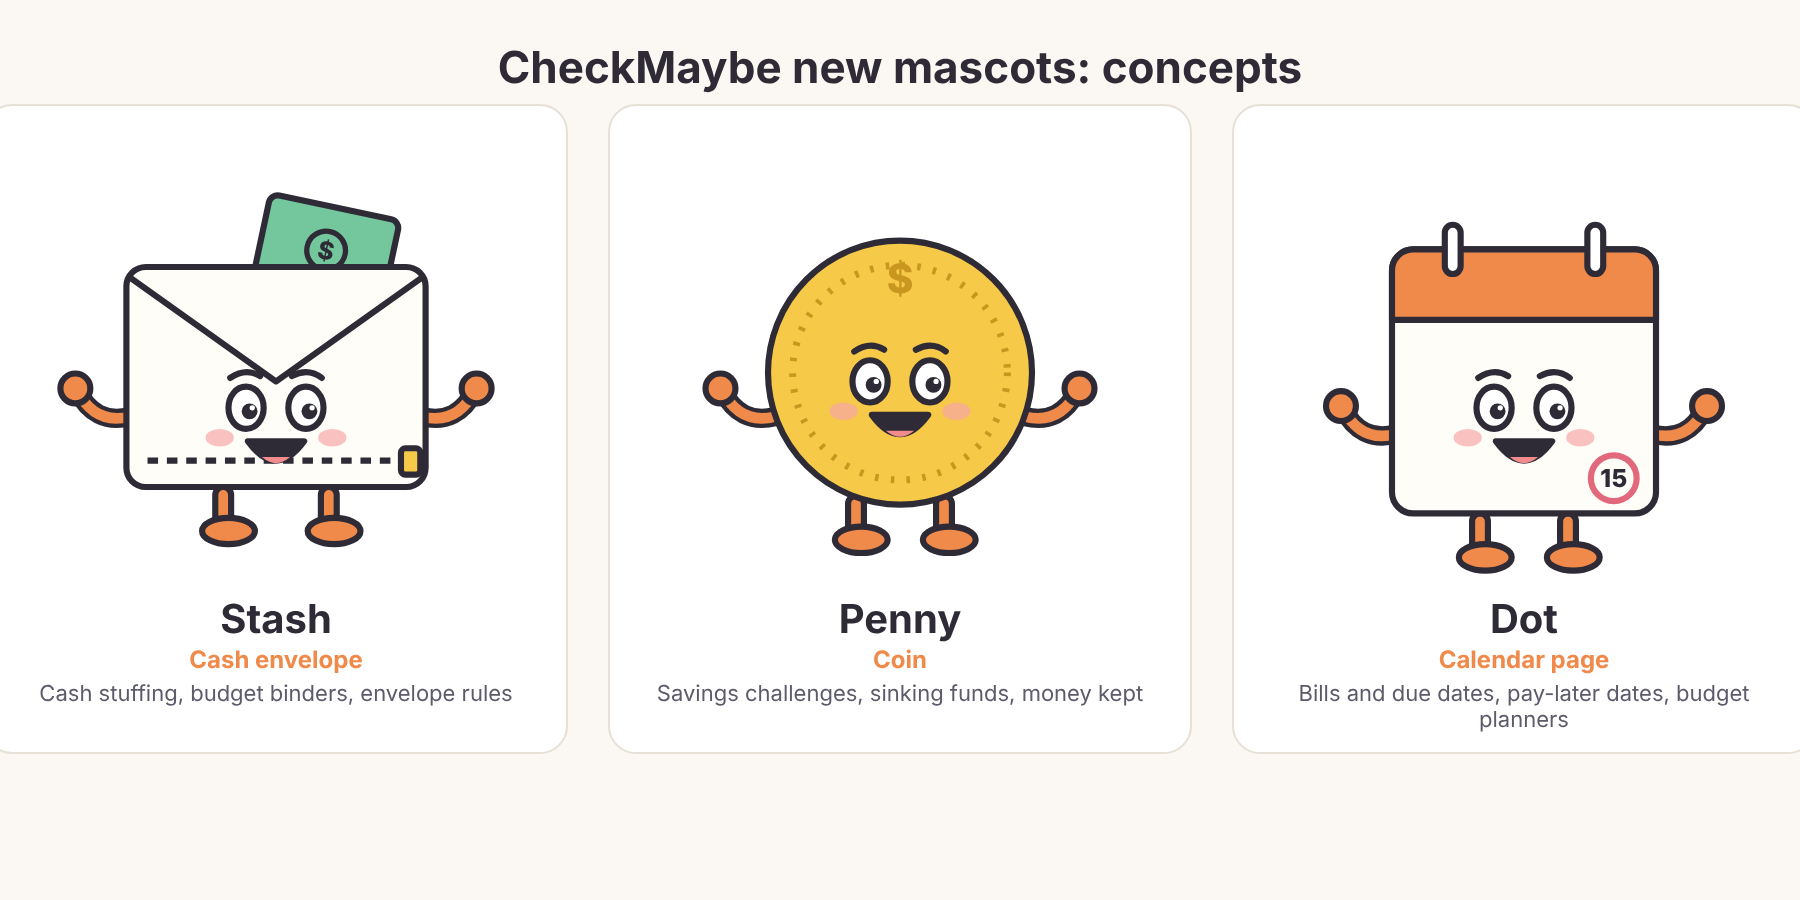 CheckMaybe new mascots: concepts
$
Stash
Cash envelope
Cash stuffing, budget binders, envelope rules
$
Penny
Coin
Savings challenges, sinking funds, money kept
15
Dot
Calendar page
Bills and due dates, pay-later dates, budget
planners